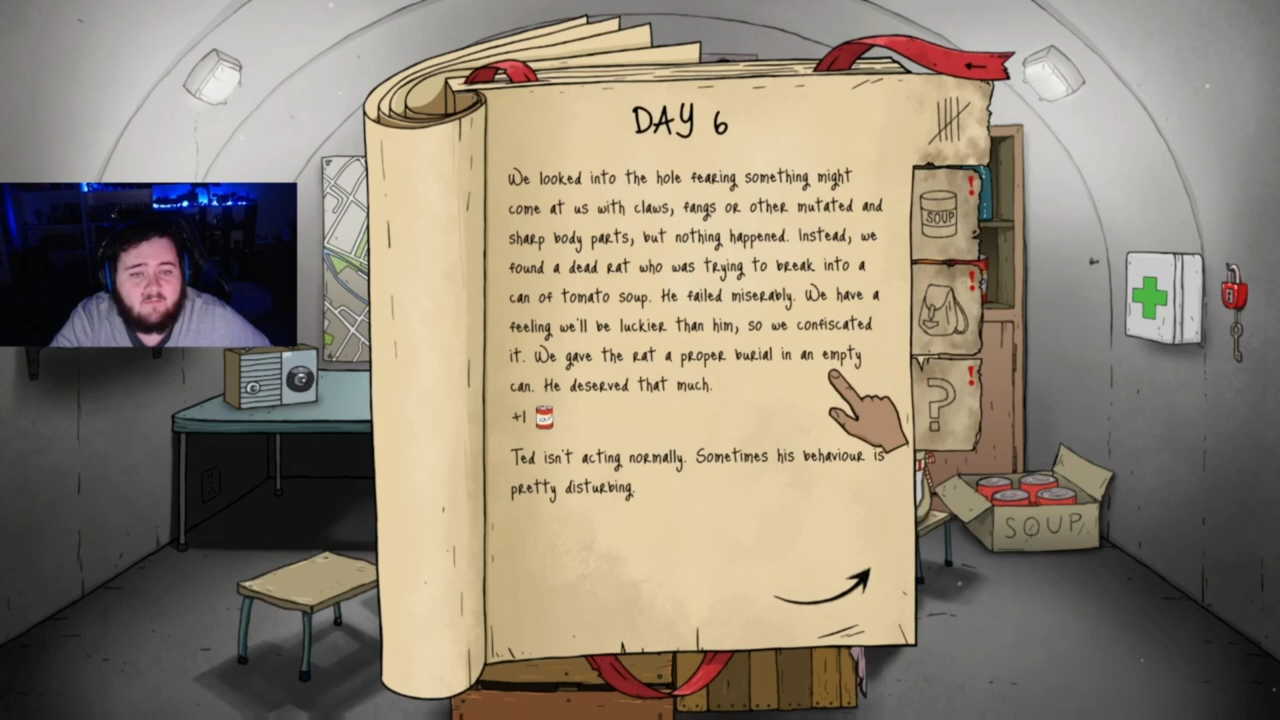 DAY 6
We looked into the hole fearing something might
come at us with claws, fangs or other mutated and
sharp body parts, but nothing happened. Instead, we
found a dead rat who was trying to break into a
can of tomato soup. He failed miserably. We have a
feeling we'll be luckier than him, so we confiscated
it. We gave the rat a proper burial in an empty
can. He deserved that much.
+1 SOUP
Ted isn't acting normally. Sometimes his behaviour is
pretty disturbing.
SOUP
!
!
?
!
SOUP